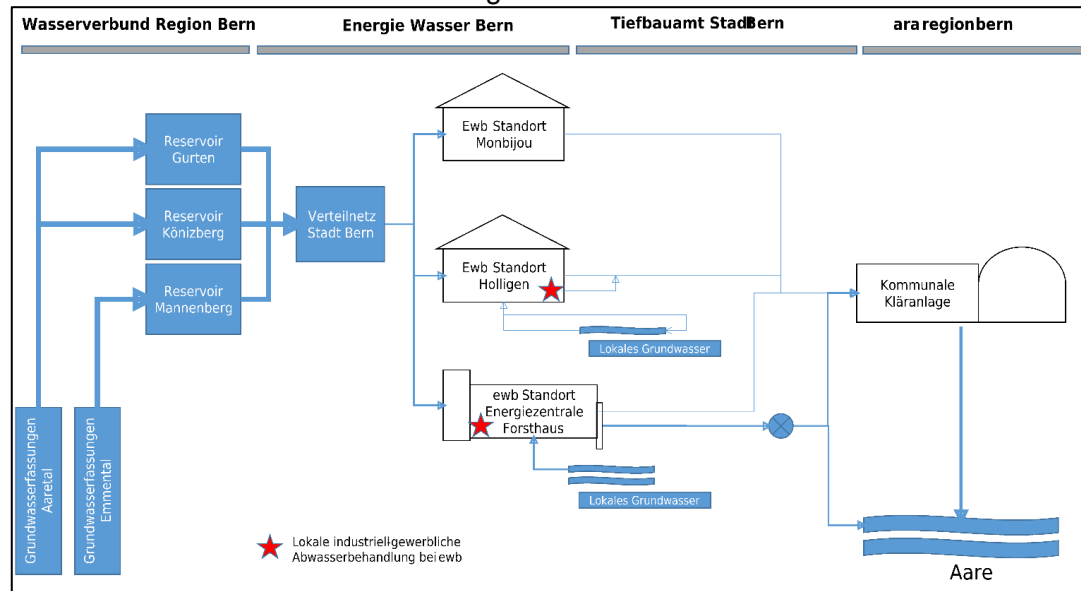 Wasserverbund Region Bern
Energie Wasser Bern
Tiefbauamt Stadt Bern
ara regionbern
Reservoir
Gurten
Reservoir
Könizberg
Reservoir
Mannenberg
Verteilnetz
Stadt Bern
Ewb Standort
Monbijou
Ewb Standort
Holligen
Lokales Grundwasser
ewb Standort
Energiezentrale
Forsthaus
Lokales Grundwasser
Kommunale
Kläranlage
Grundwasserfassungen
Aaretal
Grundwasserfassungen
Emmental
Lokale industriell-gewerbliche
Abwasserbehandlung bei ewb
Aare